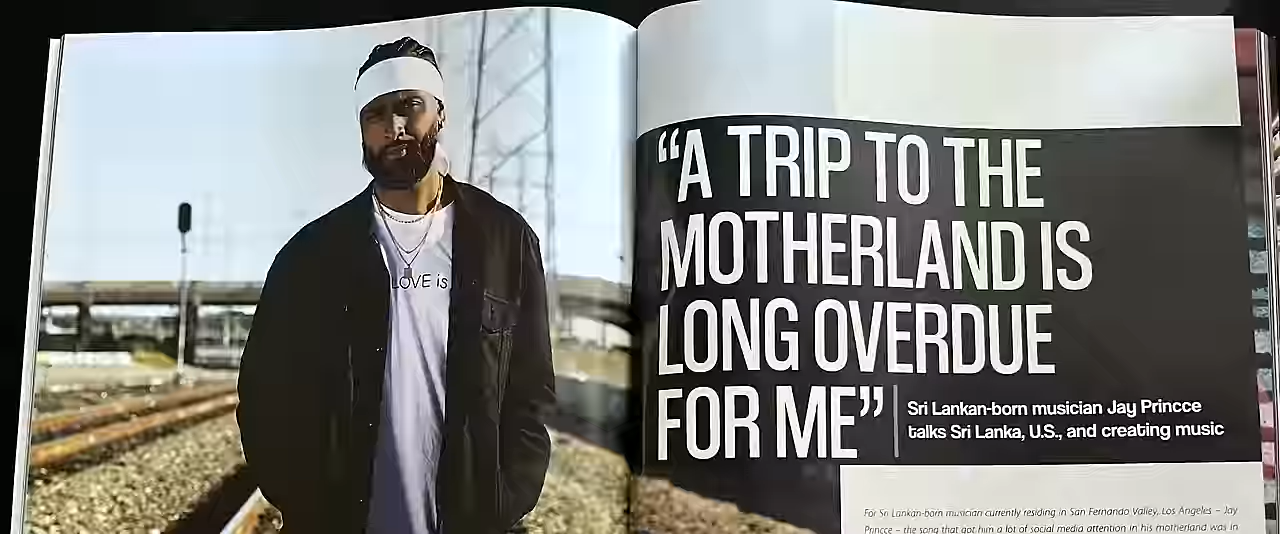 LOVE is
“A TRIP TO THE
MOTHERLAND IS
LONG OVERDUE
FOR ME”
Sri Lankan-born musician Jay Princce
talks Sri Lanka, U.S., and creating music
For Sri Lankan-born musician currently residing in San Fernando Valley, Los Angeles – Jay
Princce – the song that got him a lot of social media attention in his motherland was in